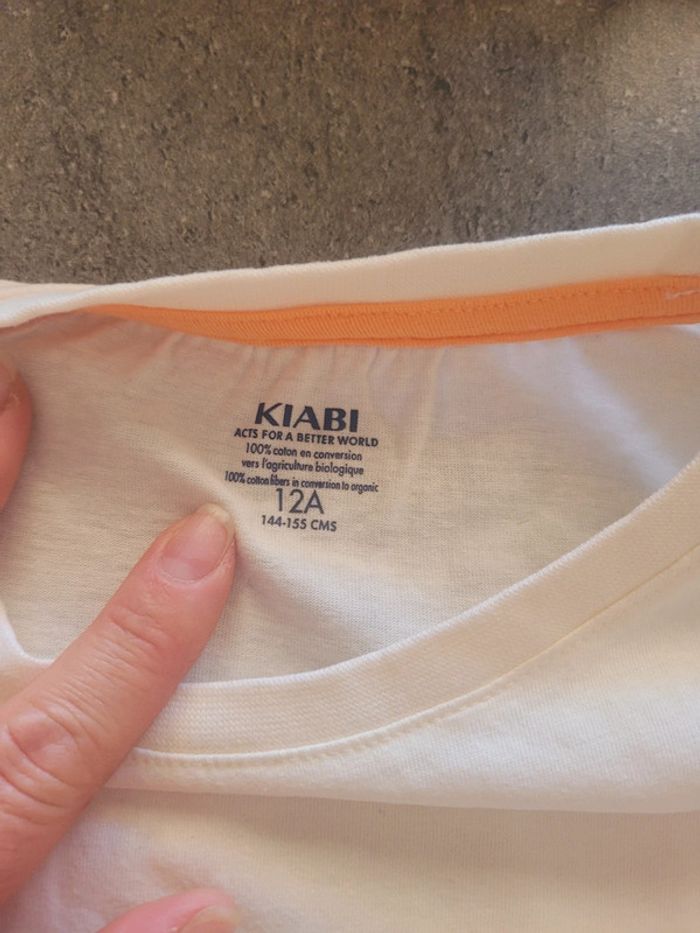 KIABI
ACTS FOR A BETTER WORLD
100% coton en conversion
vers l'agriculture biologique
100% cotton fibers in conversion to organic
12A
144-155 CMS